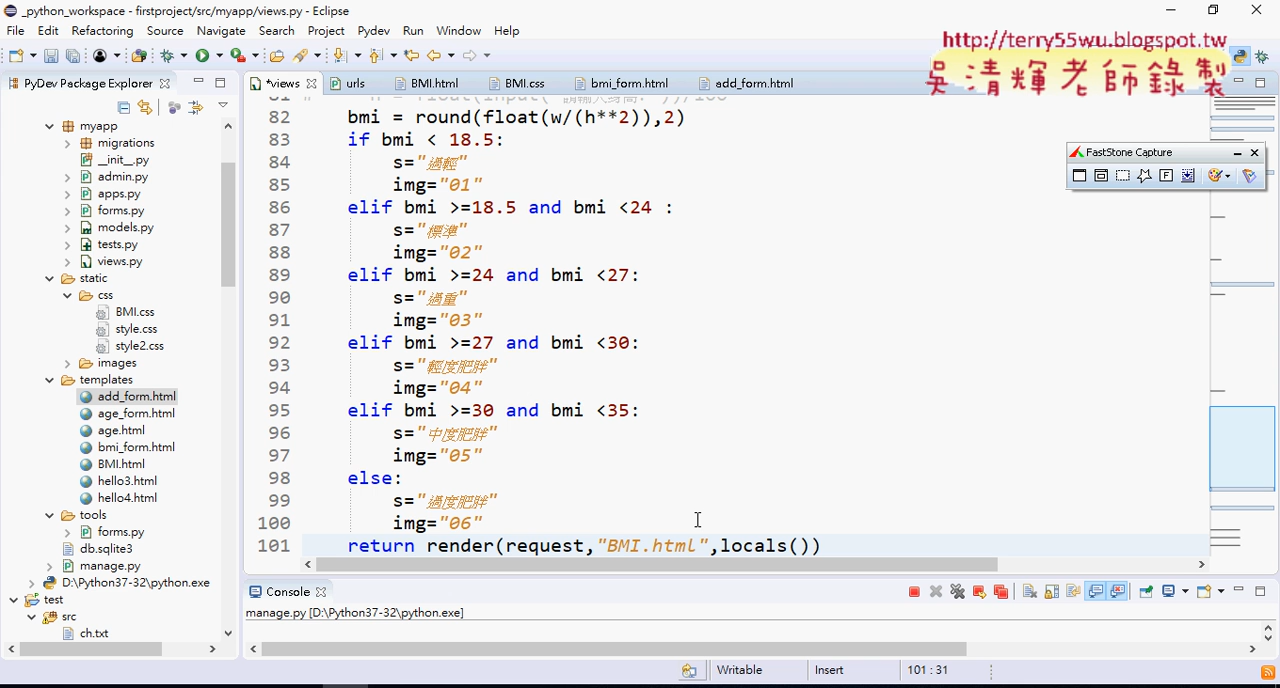 _python_workspace - firstproject/src/myapp/views.py - Eclipse
File Edit Refactoring Source Navigate Search Project Pydev Run Window Help
http://terry55wu.blogspot.tw
吳清輝老師錄製
PyDev Package Explorer
*views urls BMI.html BMI.css bmi_form.html add_form.html
myapp
migrations
__init__.py
admin.py
apps.py
forms.py
models.py
tests.py
views.py
static
css
BMI.css
style.css
style2.css
images
templates
add_form.html
age_form.html
age.html
bmi_form.html
BMI.html
hello3.html
hello4.html
tools
forms.py
db.sqlite3
manage.py
D:\Python37-32\python.exe
test
src
ch.txt
82 bmi = round(float(w/(h**2)),2)
83 if bmi < 18.5:
84 s="過輕"
85 img="01"
86 elif bmi >=18.5 and bmi <24 :
87 s="標準"
88 img="02"
89 elif bmi >=24 and bmi <27:
90 s="過重"
91 img="03"
92 elif bmi >=27 and bmi <30:
93 s="輕度肥胖"
94 img="04"
95 elif bmi >=30 and bmi <35:
96 s="中度肥胖"
97 img="05"
98 else:
99 s="過度肥胖"
100 img="06"
101 return render(request,"BMI.html",locals())
FastStone Capture
Console
manage.py [D:\Python37-32\python.exe]
Writable Insert 101 : 31